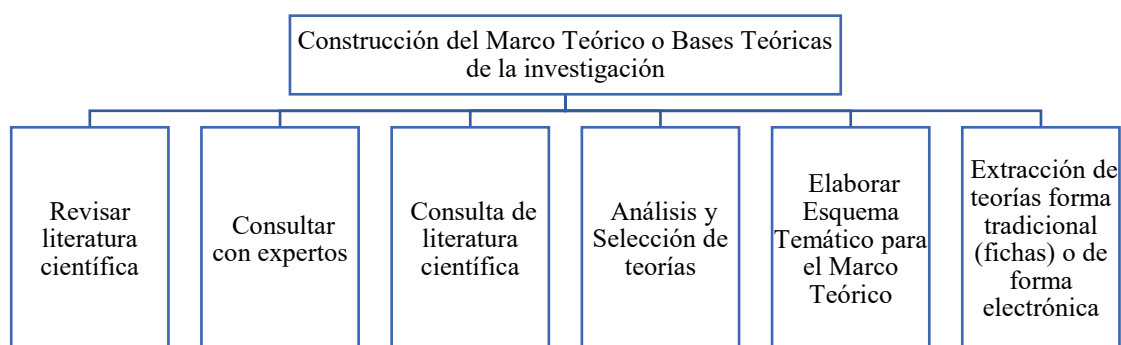 Construcción del Marco Teórico o Bases Teóricas
de la investigación
Revisar
literatura
científica
Consultar
con expertos
Consulta de
literatura
científica
Análisis y
Selección de
teorías
Elaborar
Esquema
Temático para
el Marco
Teórico
Extracción de
teorías forma
tradicional
(fichas) o de
forma
electrónica